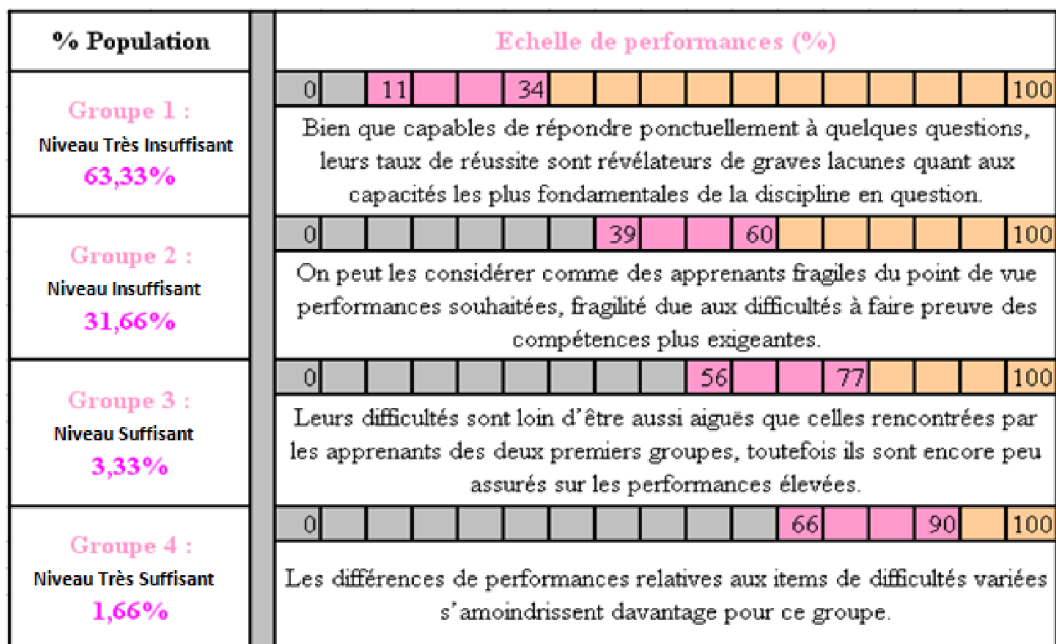 % Population
Echelle de performances (%)
Groupe 1 :
Niveau Très Insuffisant
63,33%
0 11 34 100
Bien que capables de répondre ponctuellement à quelques questions,
leurs taux de réussite sont révélateurs de graves lacunes quant aux
capacités les plus fondamentales de la discipline en question.
Groupe 2 :
Niveau Insuffisant
31,66%
0 39 60 100
On peut les considérer comme des apprenants fragiles du point de vue
performances souhaitées, fragilité due aux difficultés à faire preuve des
compétences plus exigeantes.
Groupe 3 :
Niveau Suffisant
3,33%
0 56 77 100
Leurs difficultés sont loin d'être aussi aiguës que celles rencontrées par
les apprenants des deux premiers groupes, toutefois ils sont encore peu
assurés sur les performances élevées.
Groupe 4 :
Niveau Très Suffisant
1,66%
0 66 90 100
Les différences de performances relatives aux items de difficultés variées
s'amoindrissent davantage pour ce groupe.